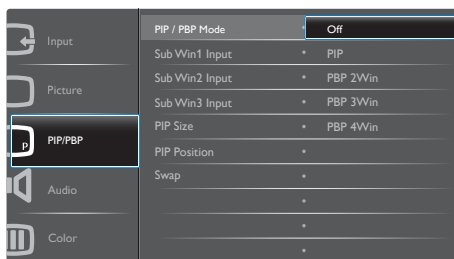 Input
Picture
P
PIP/PBP
Audio
Color
PIP / PBP Mode • Off
Sub Win1 Input • PIP
Sub Win2 Input • PBP 2Win
Sub Win3 Input • PBP 3Win
PIP Size • PBP 4Win
PIP Position •
Swap •
•
•
•